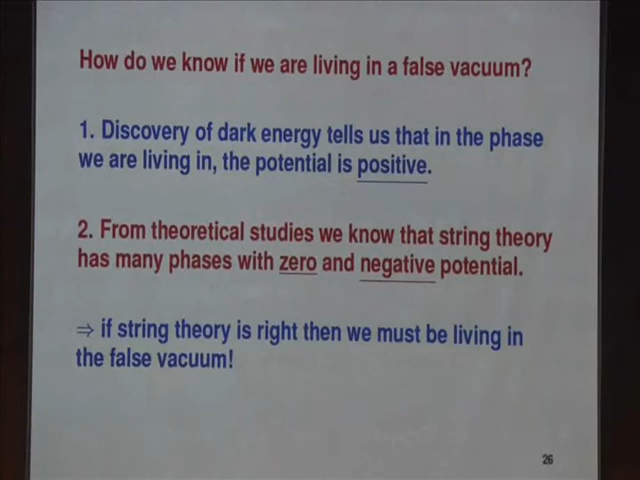 How do we know if we are living in a false vacuum?
1. Discovery of dark energy tells us that in the phase
we are living in, the potential is positive.
2. From theoretical studies we know that string theory
has many phases with zero and negative potential.
⇒ if string theory is right then we must be living in
the false vacuum!
26